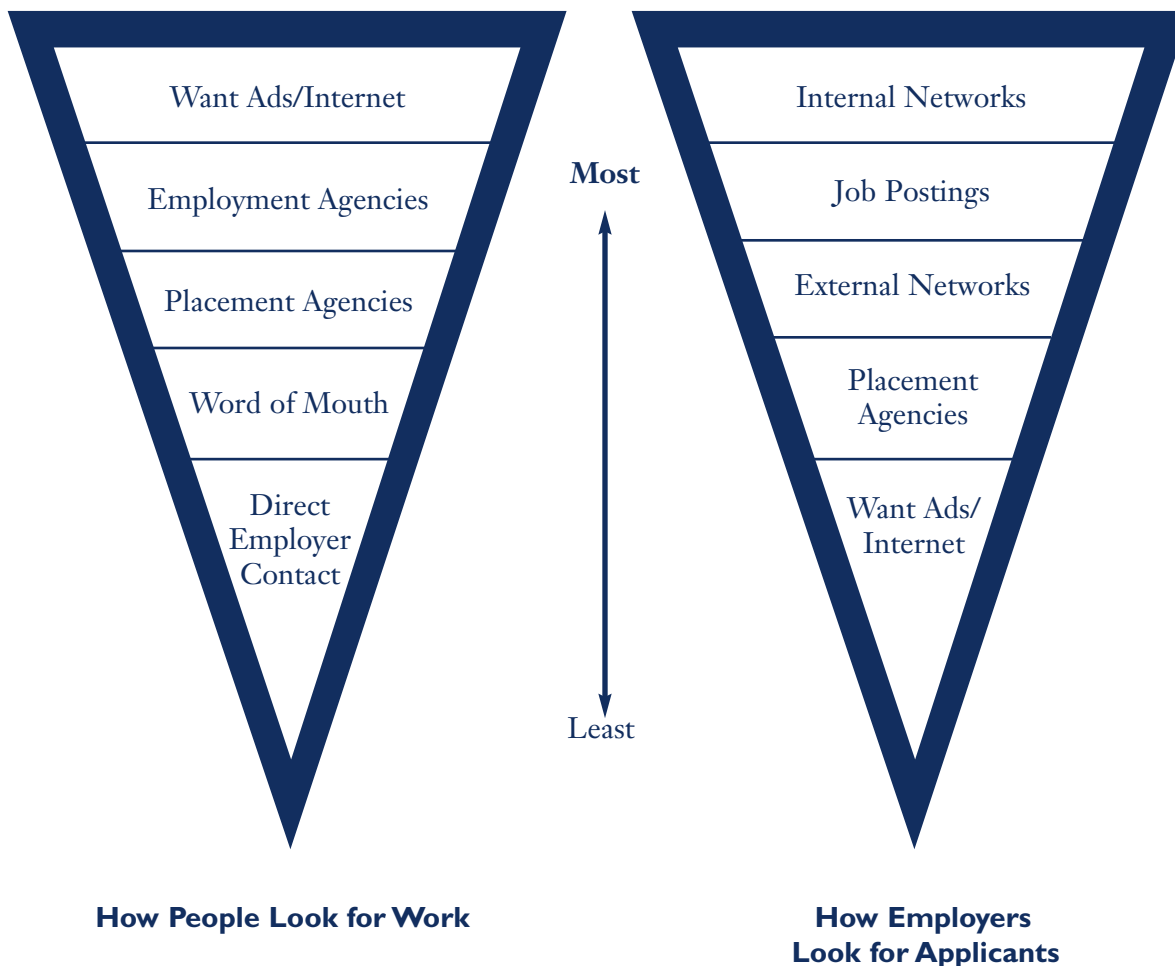 Want Ads/Internet
Employment Agencies
Placement Agencies
Word of Mouth
Direct
Employer
Contact
How People Look for Work
Most
Least
Internal Networks
Job Postings
External Networks
Placement
Agencies
Want Ads/
Internet
How Employers
Look for Applicants